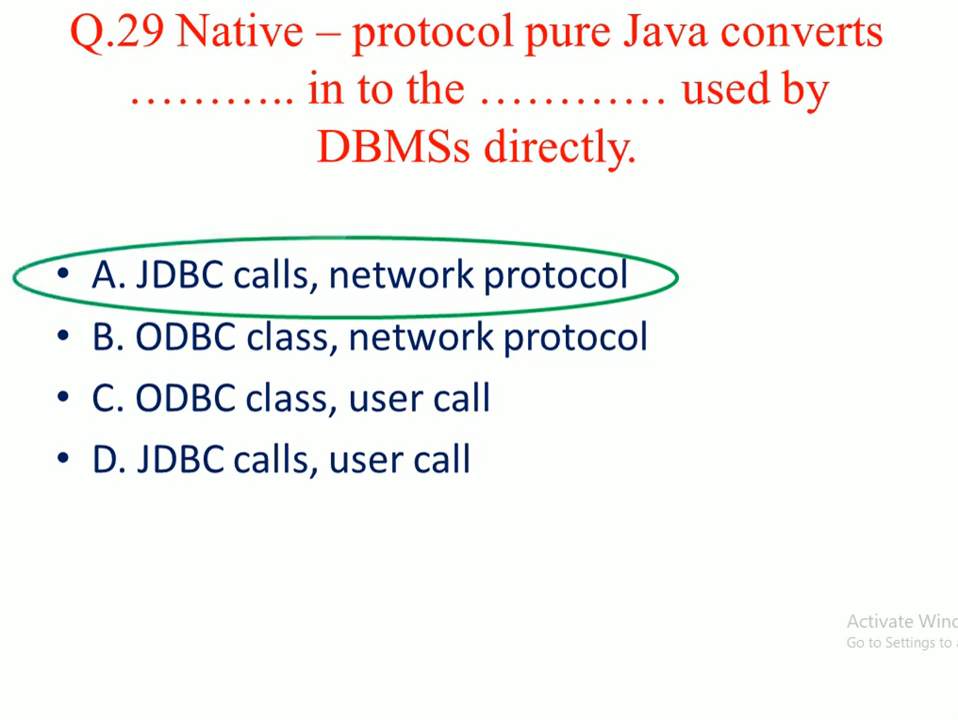 Q.29 Native – protocol pure Java converts
……….. in to the ………… used by
DBMSs directly.
• A. JDBC calls, network protocol
• B. ODBC class, network protocol
• C. ODBC class, user call
• D. JDBC calls, user call
Activate
Go to Settings to